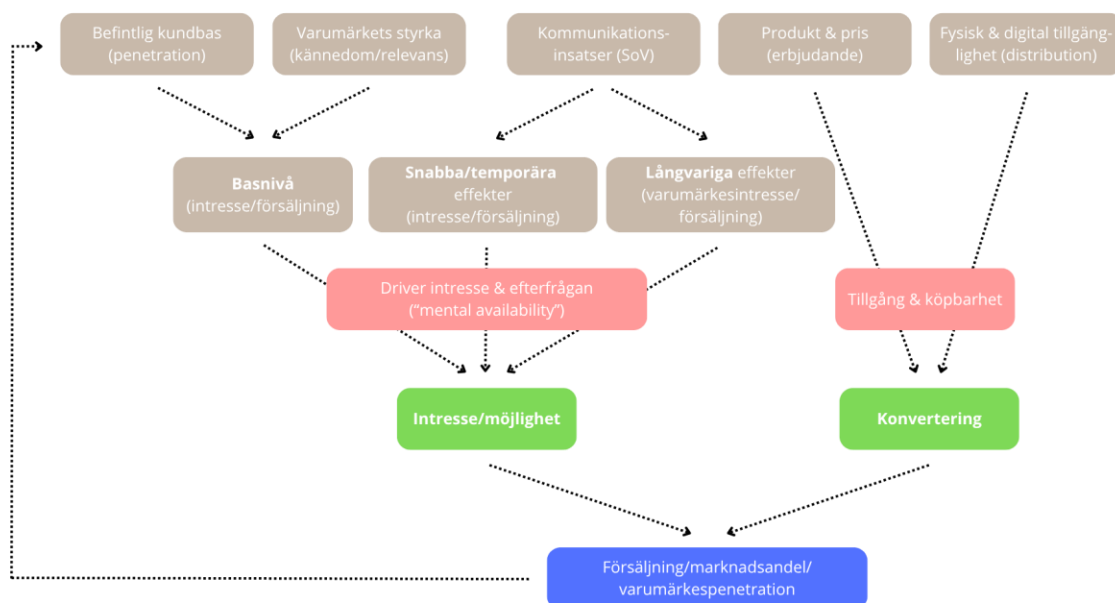 Befintlig kundbas
(penetration)
Varumärkets styrka
(kännedom/relevans)
Kommunikations-
insatser (SoV)
Produkt & pris
(erbjudande)
Fysisk & digital tillgäng-
lighet (distribution)
Basnivå
(intresse/försäljning)
Snabba/temporära
effekter
(intresse/försäljning)
Långvariga effekter
(varumärkesintresse/
försäljning)
Driver intresse & efterfrågan
(“mental availability”)
Tillgång & köpbarhet
Intresse/möjlighet
Konvertering
Försäljning/marknadsandel/
varumärkespenetration